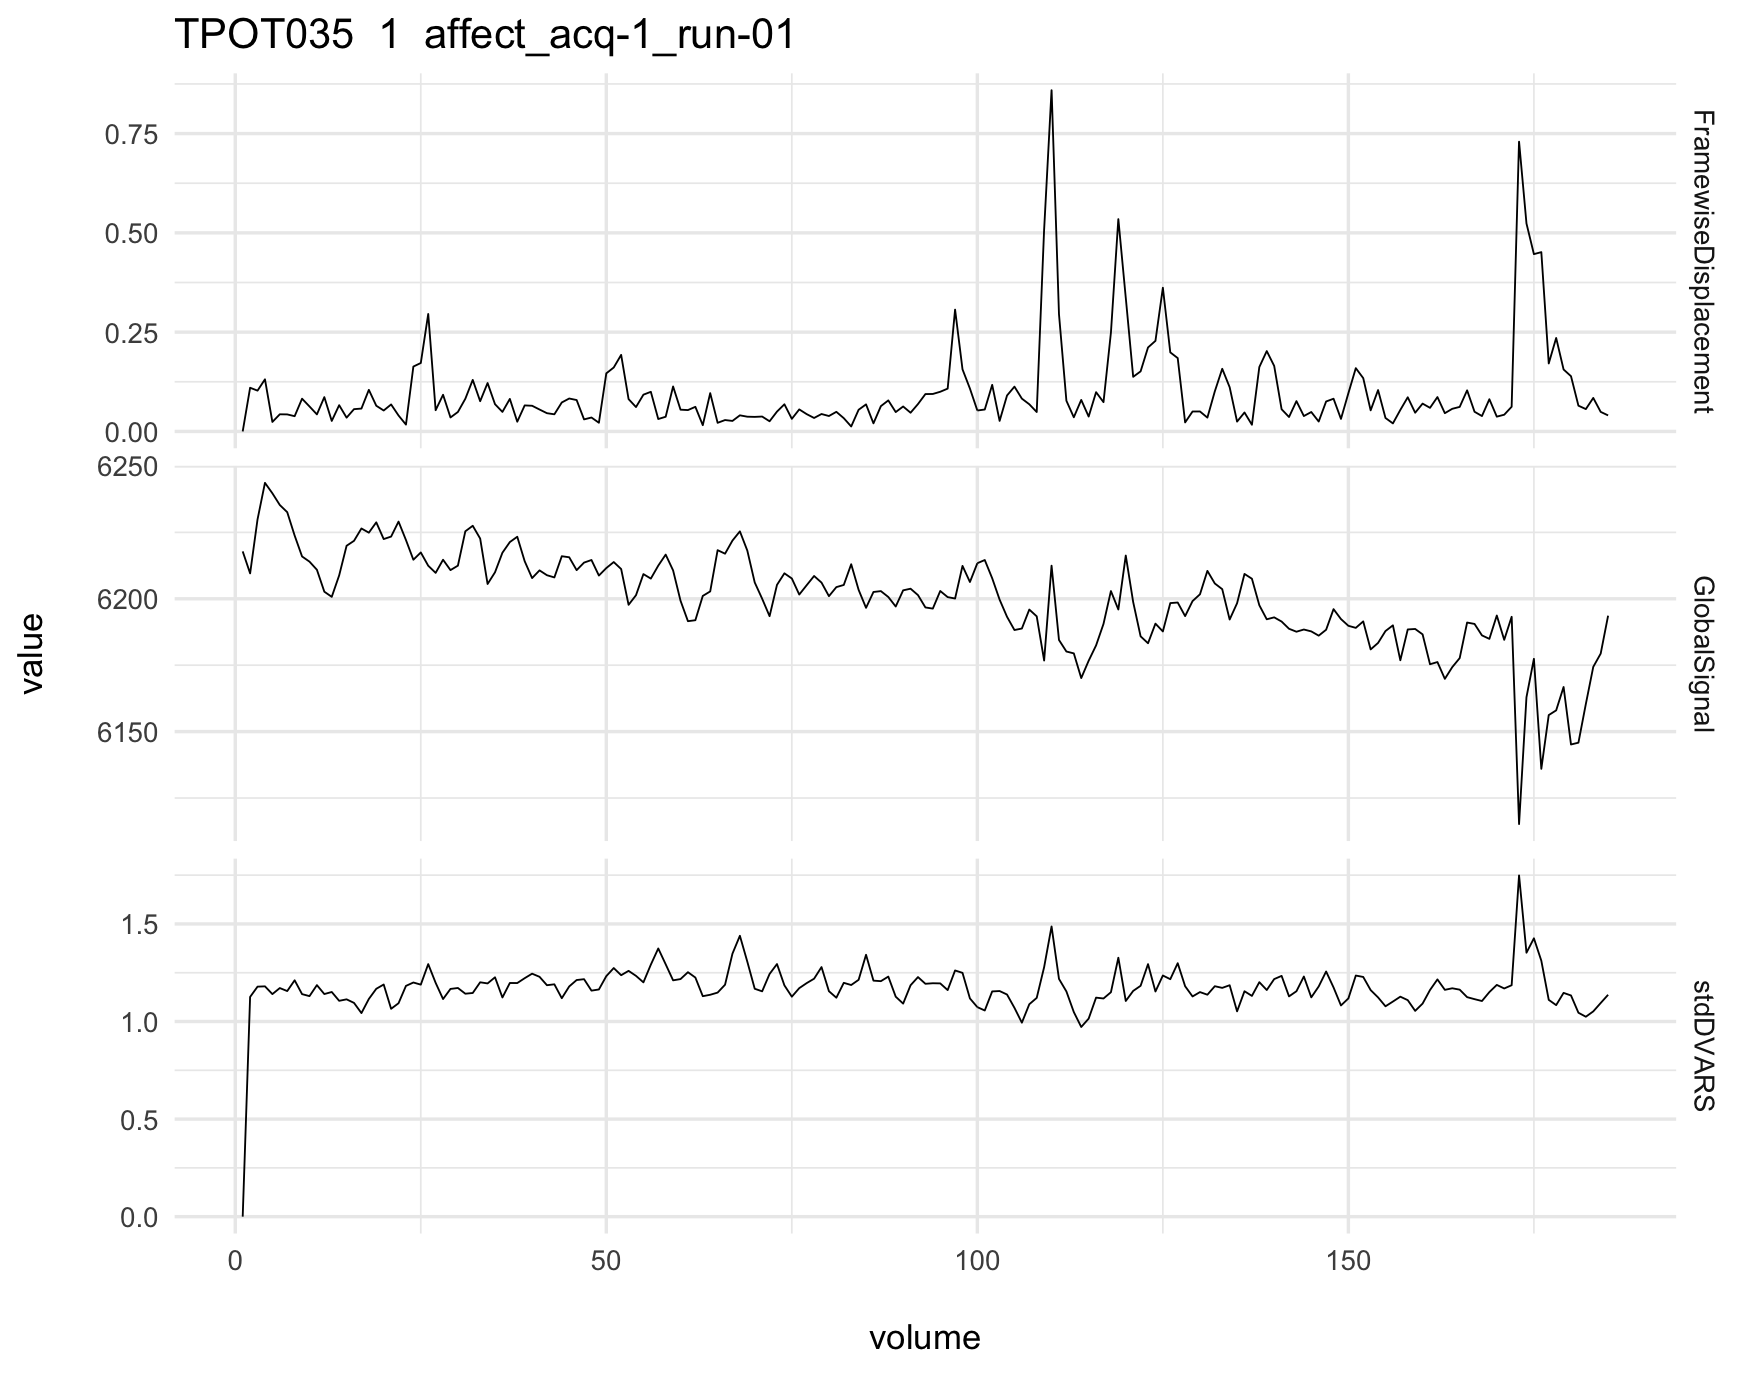 TPOT035  1  affect_acq-1_run-01
value
0.75
0.50
0.25
0.00
FramewiseDisplacement
6250
6200
6150
GlobalSignal
1.5
1.0
0.5
0.0
stdDVARS
0 50 100 150
volume